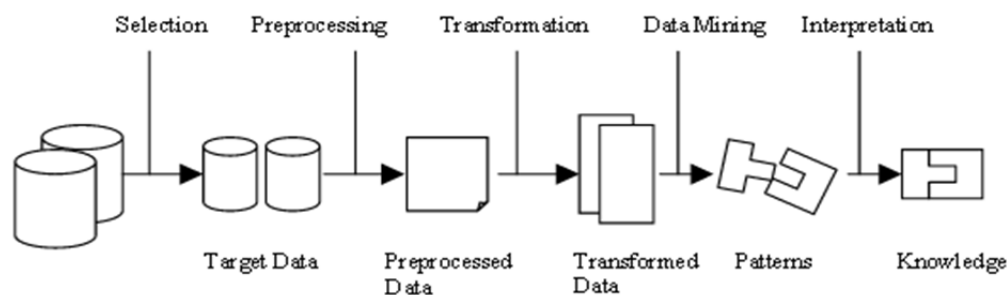 Selection Preprocessing Transformation Data Mining Interpretation
Target Data Preprocessed Data Transformed Data Patterns Knowledge